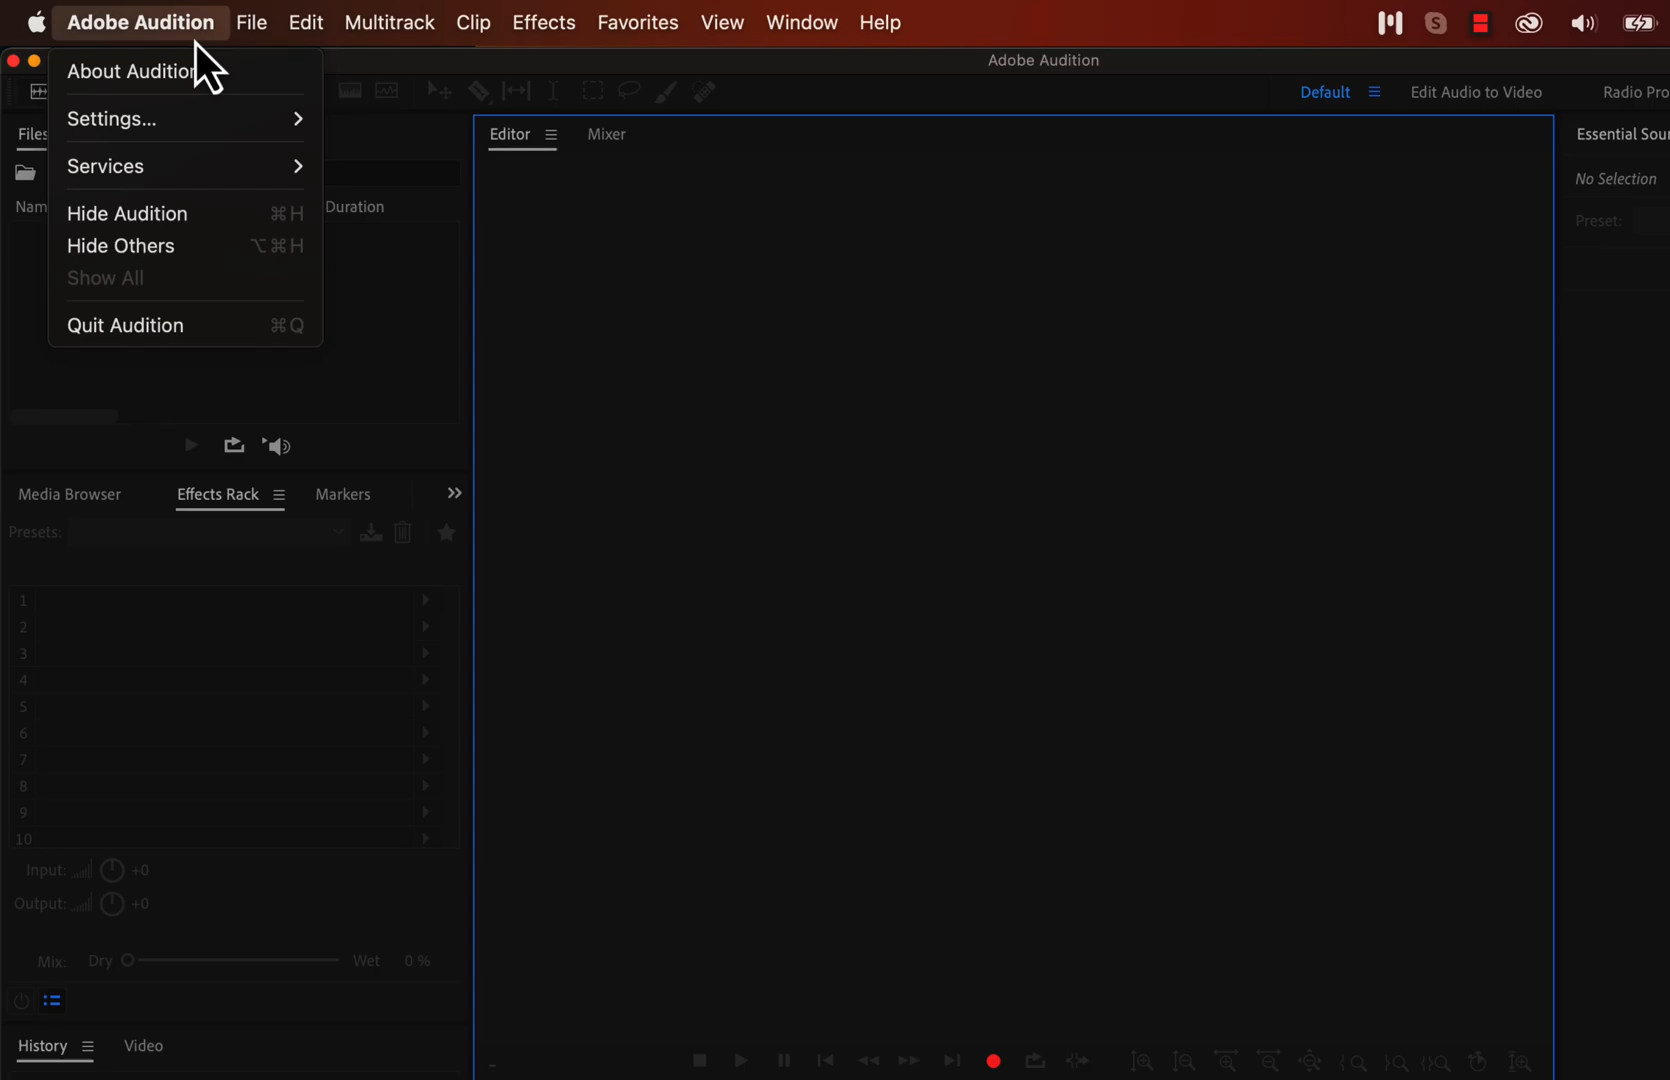 Adobe Audition File Edit Multitrack Clip Effects Favorites View Window Help
Adobe Audition
About Audition
Default Edit Audio to Video Radio Pro
Settings...
Files
Editor Mixer
Essential Sou
Services
No Selection
Nam Duration
Hide Audition ⌘H
Preset:
Hide Others ⌥⌘H
Show All
Quit Audition ⌘Q
Media Browser Effects Rack Markers
Presets:
1
2
3
4
5
6
7
8
9
10
Input: +0
Output: +0
Mix: Dry Wet 0 %
History Video